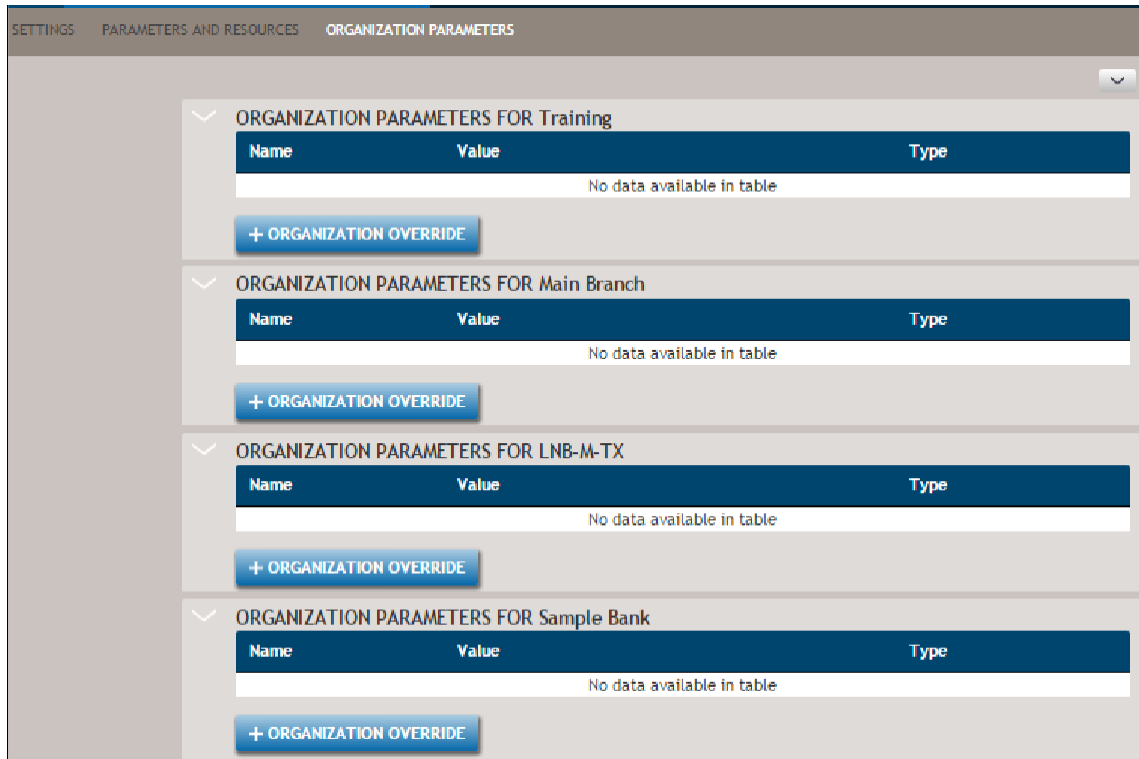 SETTINGS PARAMETERS AND RESOURCES ORGANIZATION PARAMETERS
ORGANIZATION PARAMETERS FOR Training
Name Value Type
No data available in table
+ ORGANIZATION OVERRIDE
ORGANIZATION PARAMETERS FOR Main Branch
Name Value Type
No data available in table
+ ORGANIZATION OVERRIDE
ORGANIZATION PARAMETERS FOR LNB-M-TX
Name Value Type
No data available in table
+ ORGANIZATION OVERRIDE
ORGANIZATION PARAMETERS FOR Sample Bank
Name Value Type
No data available in table
+ ORGANIZATION OVERRIDE